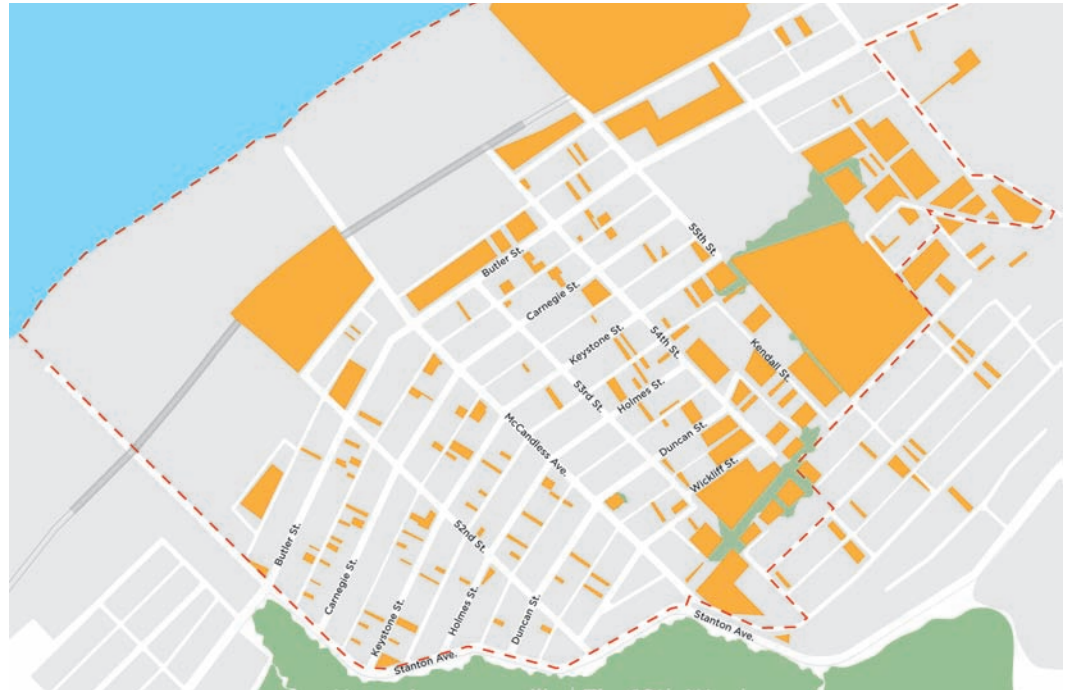 55th St.
Butler St.
Carnegie St.
Keystone St.
54th St.
Kendall St.
53rd St.
Holmes St.
McCandless Ave.
Duncan St.
Wickliff St.
52nd St.
Butler St.
Carnegie St.
Keystone St.
Holmes St.
Duncan St.
Stanton Ave.
Stanton Ave.